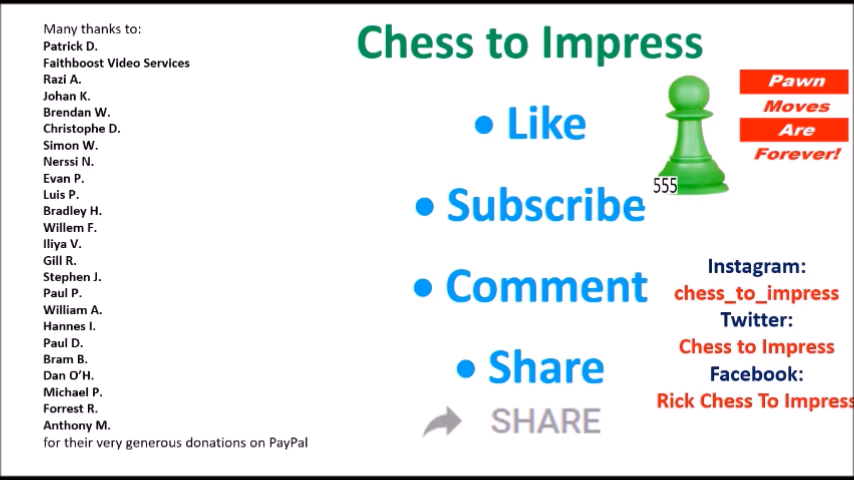 Many thanks to:
Patrick D.
Faithboost Video Services
Razi A.
Johan K.
Brendan W.
Christophe D.
Simon W.
Nerssi N.
Evan P.
Luis P.
Bradley H.
Willem F.
Iliya V.
Gill R.
Stephen J.
Paul P.
William A.
Hannes I.
Paul D.
Bram B.
Dan O'H.
Michael P.
Forrest R.
Anthony M.
for their very generous donations on PayPal
Chess to Impress
• Like
• Subscribe
• Comment
• Share
SHARE
Pawn
Moves
Are
Forever!
555
Instagram:
chess_to_impress
Twitter:
Chess to Impress
Facebook:
Rick Chess To Impress